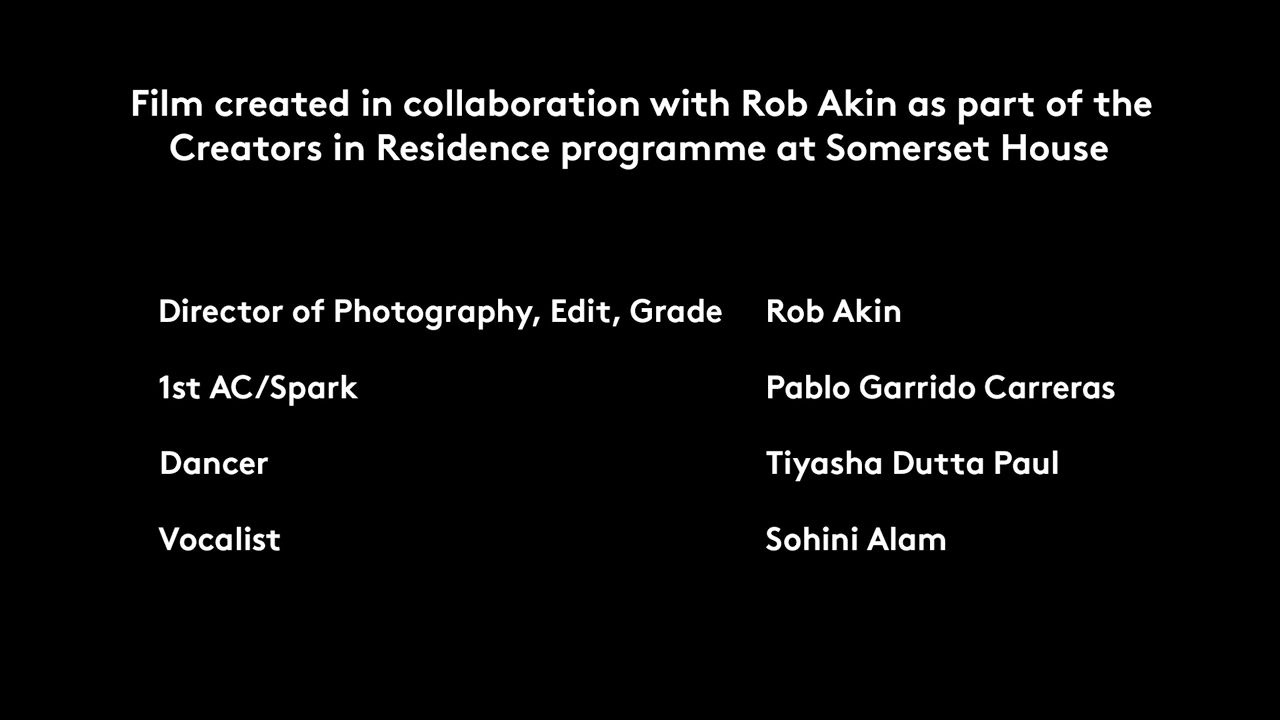 Film created in collaboration with Rob Akin as part of the
Creators in Residence programme at Somerset House
Director of Photography, Edit, Grade Rob Akin
1st AC/Spark Pablo Garrido Carreras
Dancer Tiyasha Dutta Paul
Vocalist Sohini Alam